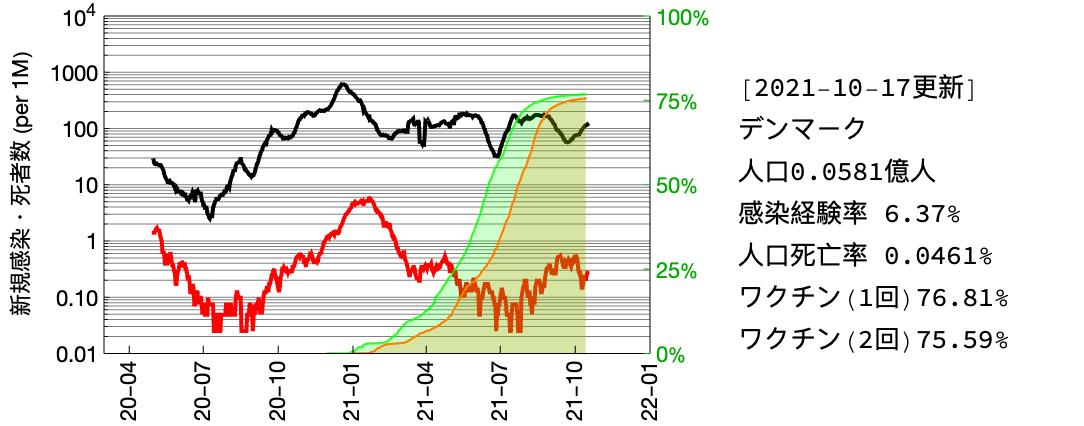 新規感染・死者数 (per 1M)
10^4
1000
100
10
1
0.10
0.01
100%
75%
50%
25%
0%
20-04
20-07
20-10
21-01
21-04
21-07
21-10
22-01
[2021-10-17更新]
デンマーク
人口0.0581億人
感染経験率 6.37%
人口死亡率 0.0461%
ワクチン(1回)76.81%
ワクチン(2回)75.59%